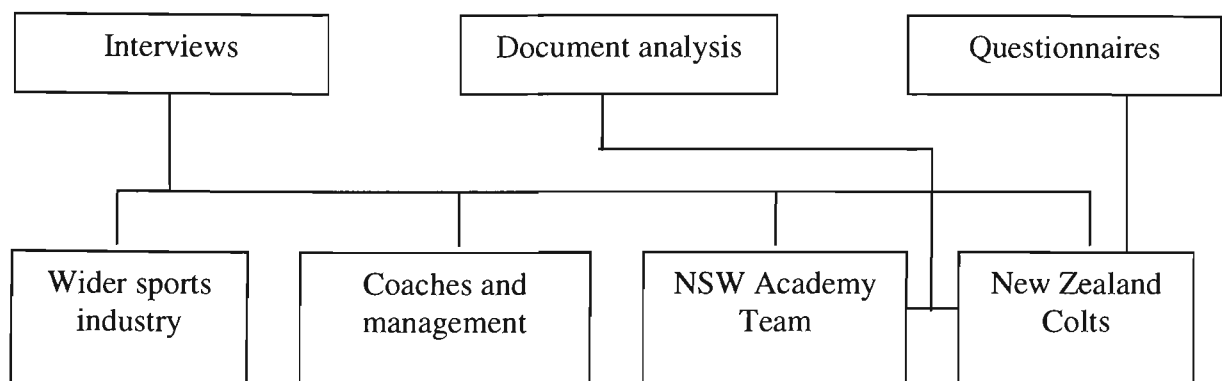 Interviews
Document analysis
Questionnaires
Wider sports
industry
Coaches and
management
NSW Academy
Team
New Zealand
Colts